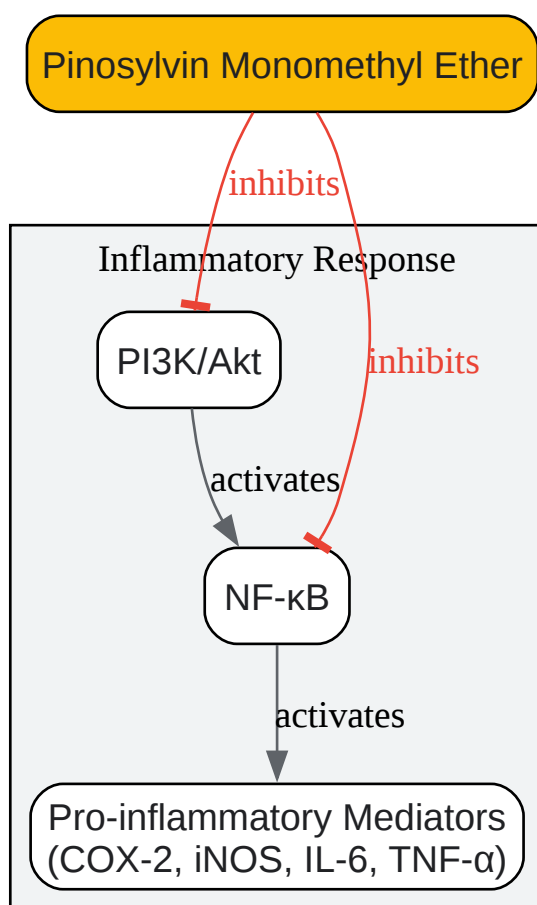 Pinosylvin Monomethyl Ether
inhibits
Inflammatory Response
PI3K/Akt
inhibits
activates
NF-κB
activates
Pro-inflammatory Mediators
(COX-2, iNOS, IL-6, TNF-α)